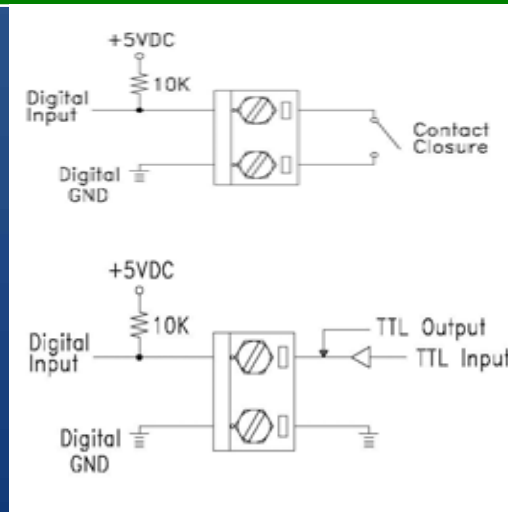 +5VDC
10K
Digital
Input
Contact
Closure
Digital
GND
+5VDC
10K
TTL Output
Digital
Input
TTL Input
Digital
GND